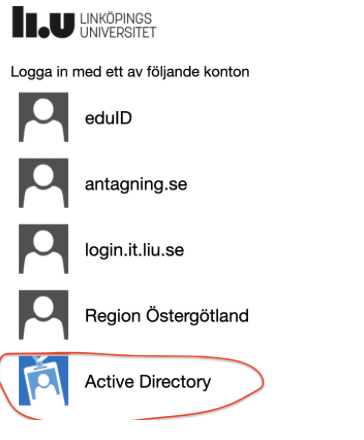 LiU LINKÖPINGS
UNIVERSITET
Logga in med ett av följande konton
eduID
antagning.se
login.it.liu.se
Region Östergötland
Active Directory